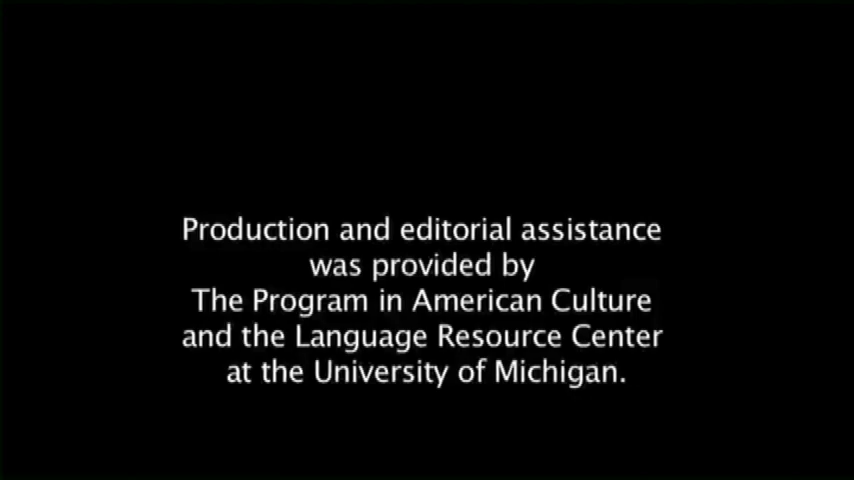 Production and editorial assistance
was provided by
The Program in American Culture
and the Language Resource Center
at the University of Michigan.